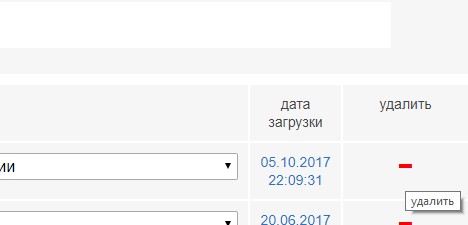 дата
загрузки
удалить
ии
05.10.2017
22:09:31
удалить
20.06.2017